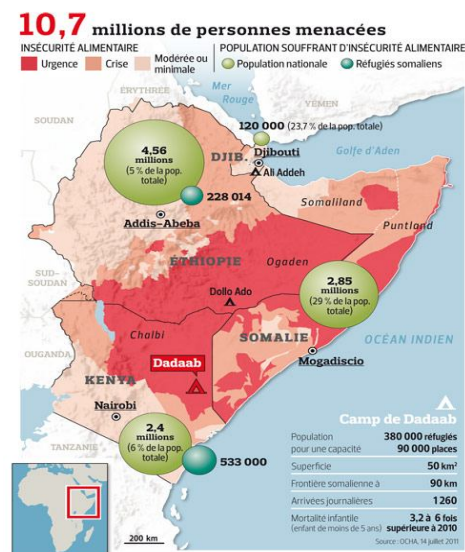 10,7 millions de personnes menacées
INSÉCURITÉ ALIMENTAIRE
Urgence
Crise
Modérée ou
minimale
POPULATION SOUFFRANT D'INSÉCURITÉ ALIMENTAIRE
Population nationale
Réfugiés somaliens
ÉRYTHRÉE
Mer
Rouge
YÉMEN
SOUDAN
120 000 (23,7 % de la pop. totale)
4,56
millions
(5 % de la pop.
totale)
DJIB.
Djibouti
Golfe d'Aden
Ali Addeh
228 014
Somaliland
Addis-Abeba
Puntland
ÉTHIOPIE
Ogaden
SUD-
SOUDAN
2,85
millions
(29 % de la pop.
totale)
Dollo Ado
Chalbi
SOMALIE
OCÉAN INDIEN
OUGANDA
Dadaab
Mogadiscio
KENYA
Nairobi
2,4
millions
(6 % de la pop.
totale)
TANZANIE
533 000
200 km
Camp de Dadaab
Population 380 000 réfugiés
pour une capacité 90 000 places
Superficie 50 km²
Frontière somalienne à 90 km
Arrivées journalières 1 260
Mortalité infantile 3,2 à 6 fois
(enfant de moins de 5 ans) supérieure à 2010
Source : OCHA, 14 juillet 2011